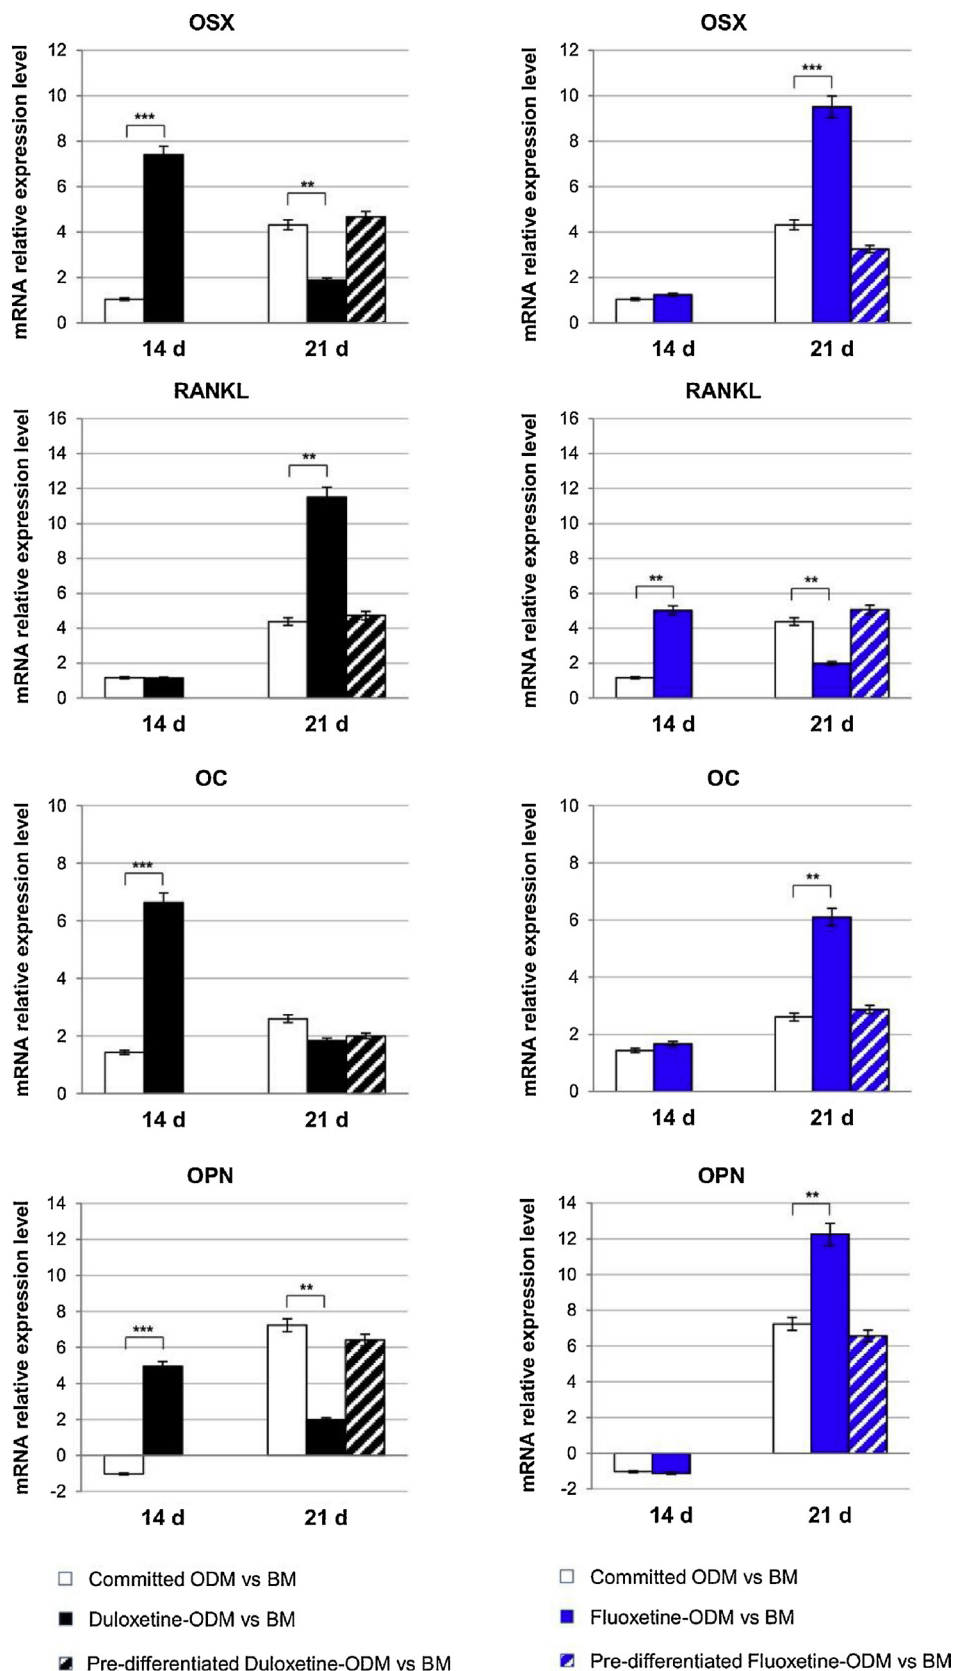 OSX
mRNA relative expression level
12
10
8
6
4
2
0
***
**
14 d
21 d
OSX
mRNA relative expression level
12
10
8
6
4
2
0
***
14 d
21 d
RANKL
mRNA relative expression level
16
14
12
10
8
6
4
2
0
**
14 d
21 d
RANKL
mRNA relative expression level
16
14
12
10
8
6
4
2
0
**
**
14 d
21 d
OC
mRNA relative expression level
10
8
6
4
2
0
***
14 d
21 d
OC
mRNA relative expression level
10
8
6
4
2
0
**
14 d
21 d
OPN
mRNA relative expression level
14
12
10
8
6
4
2
0
-2
***
**
14 d
21 d
OPN
mRNA relative expression level
14
12
10
8
6
4
2
0
-2
**
14 d
21 d
Committed ODM vs BM
Duloxetine-ODM vs BM
Pre-differentiated Duloxetine-ODM vs BM
Committed ODM vs BM
Fluoxetine-ODM vs BM
Pre-differentiated Fluoxetine-ODM vs BM